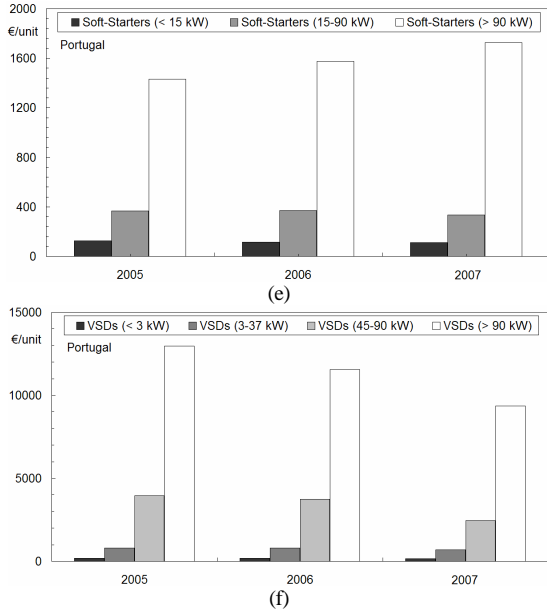 2000
€/unit
Soft-Starters (< 15 kW) Soft-Starters (15-90 kW) Soft-Starters (> 90 kW)
Portugal
1600
1200
800
400
0
2005 2006 2007
(e)
15000
€/unit
VSDs (< 3 kW) VSDs (3-37 kW) VSDs (45-90 kW) VSDs (> 90 kW)
Portugal
10000
5000
0
2005 2006 2007
(f)